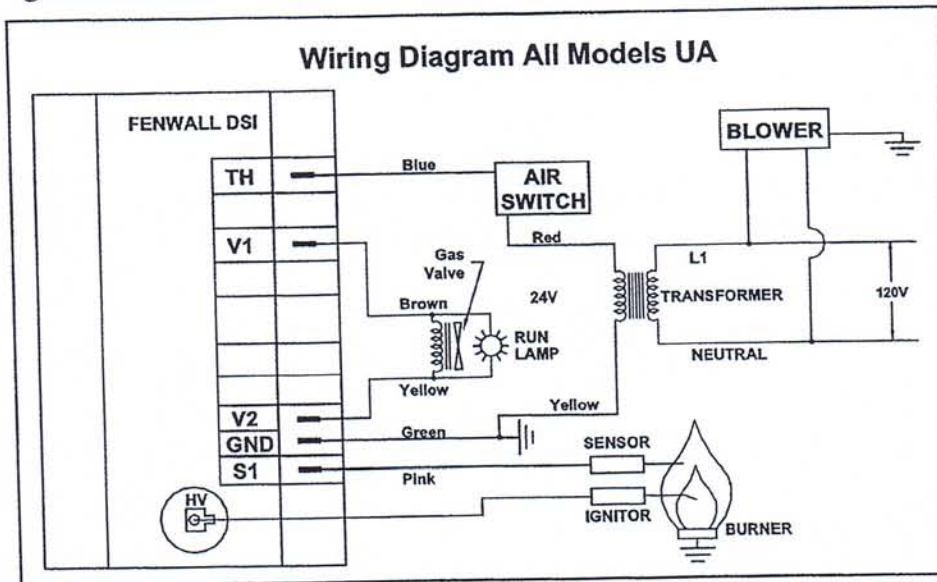 Wiring Diagram All Models UA
FENWALL DSI
BLOWER
TH
Blue
AIR
SWITCH
V1
Red
Gas
Valve
L1
24V
TRANSFORMER
120V
Brown
RUN
LAMP
NEUTRAL
Yellow
V2
Yellow
GND
Green
SENSOR
S1
Pink
HV
IGNITOR
BURNER